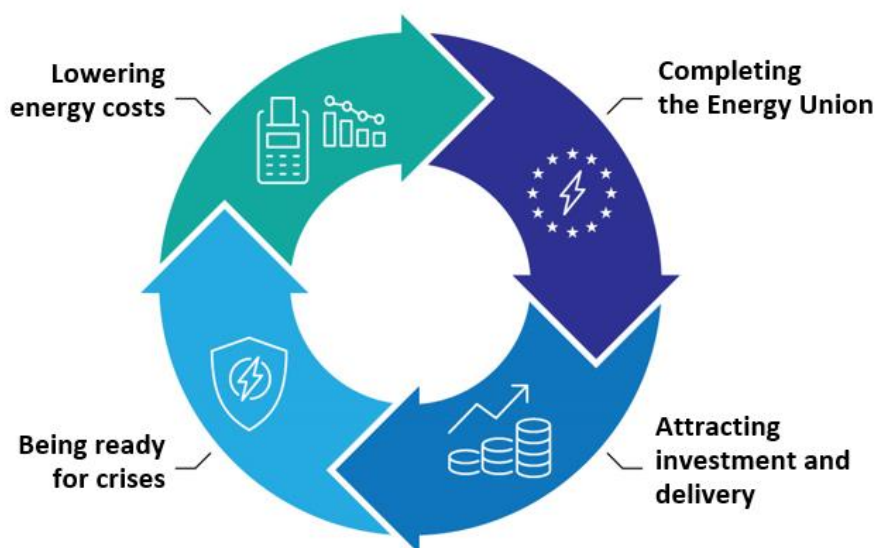 Lowering
energy costs
Completing
the Energy Union
Attracting
investment and
delivery
Being ready
for crises